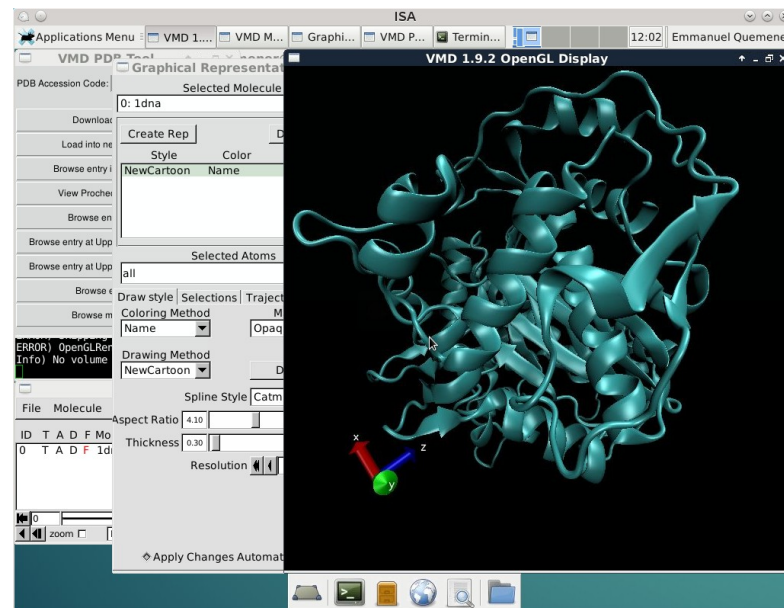 ISA
Applications Menu
VMD 1....
VMD M...
Graphi...
VMD P...
Termin...
12:02
Emmanuel Quemene
VMD PDB Tool
PDB Accession Code:
Downloa
Load into ne
Browse entry i
View Proche
Browse en
Browse entry at Upp
Browse entry at Upp
Browse e
Browse m
ERROR) OpenGLRen
Info) No volume
File Molecule
ID T A D F Mo
0 T A D F 1d
0
zoom
Graphical Representat
Selected Molecule
0: 1dna
Create Rep
D
Style Color
NewCartoon Name
Selected Atoms
all
Draw style Selections Traject
Coloring Method M
Name Opaq
Drawing Method
NewCartoon D
Spline Style Catm
Aspect Ratio 4.10
Thickness 0.30
Resolution
Apply Changes Automat
VMD 1.9.2 OpenGL Display
x
z
y